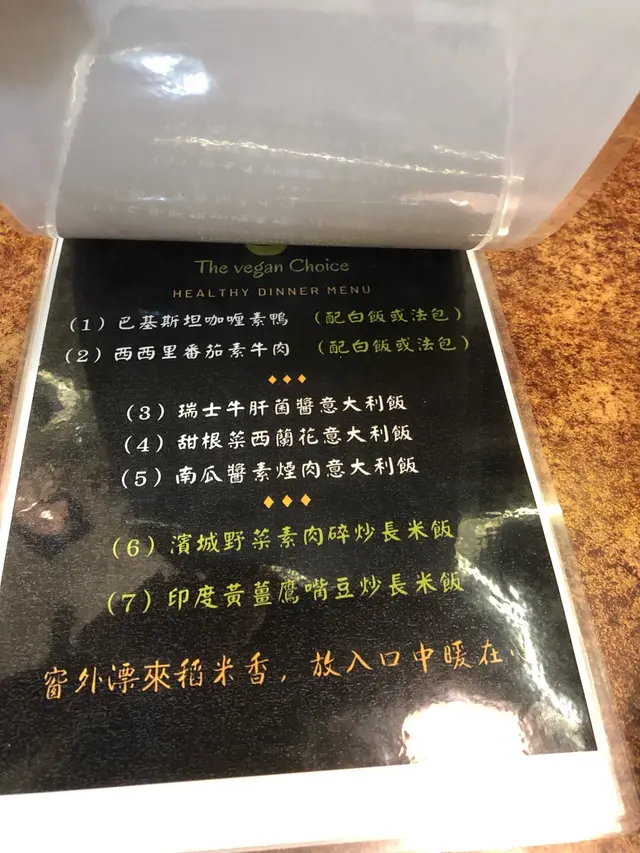 The vegan Choice
HEALTHY DINNER MENU
(1) 巴基斯坦咖喱素鴨 (配白飯或法包)
(2) 西西里番茄素牛肉 (配白飯或法包)
(3) 瑞士牛肝菌醬意大利飯
(4) 甜根菜西蘭花意大利飯
(5) 南瓜醬素煙肉意大利飯
(6) 濱城野菜素肉碎炒長米飯
(7) 印度黃薑鷹嘴豆炒長米飯
窗外漂來稻米香，放入口中暖在心